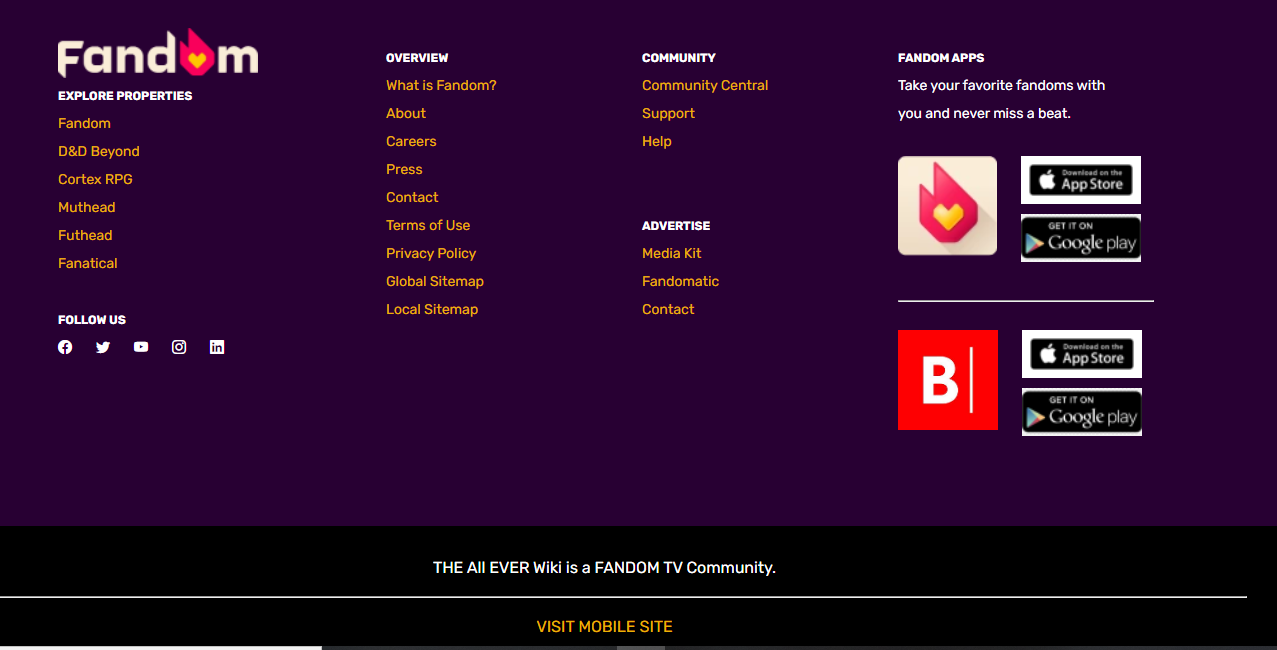 Fandom
EXPLORE PROPERTIES
Fandom
D&D Beyond
Cortex RPG
Muthead
Futhead
Fanatical
FOLLOW US
OVERVIEW
What is Fandom?
About
Careers
Press
Contact
Terms of Use
Privacy Policy
Global Sitemap
Local Sitemap
COMMUNITY
Community Central
Support
Help
ADVERTISE
Media Kit
Fandomatic
Contact
FANDOM APPS
Take your favorite fandoms with
you and never miss a beat.
Download on the
App Store
GET IT ON
Google play
B
Download on the
App Store
GET IT ON
Google play
THE All EVER Wiki is a FANDOM TV Community.
VISIT MOBILE SITE